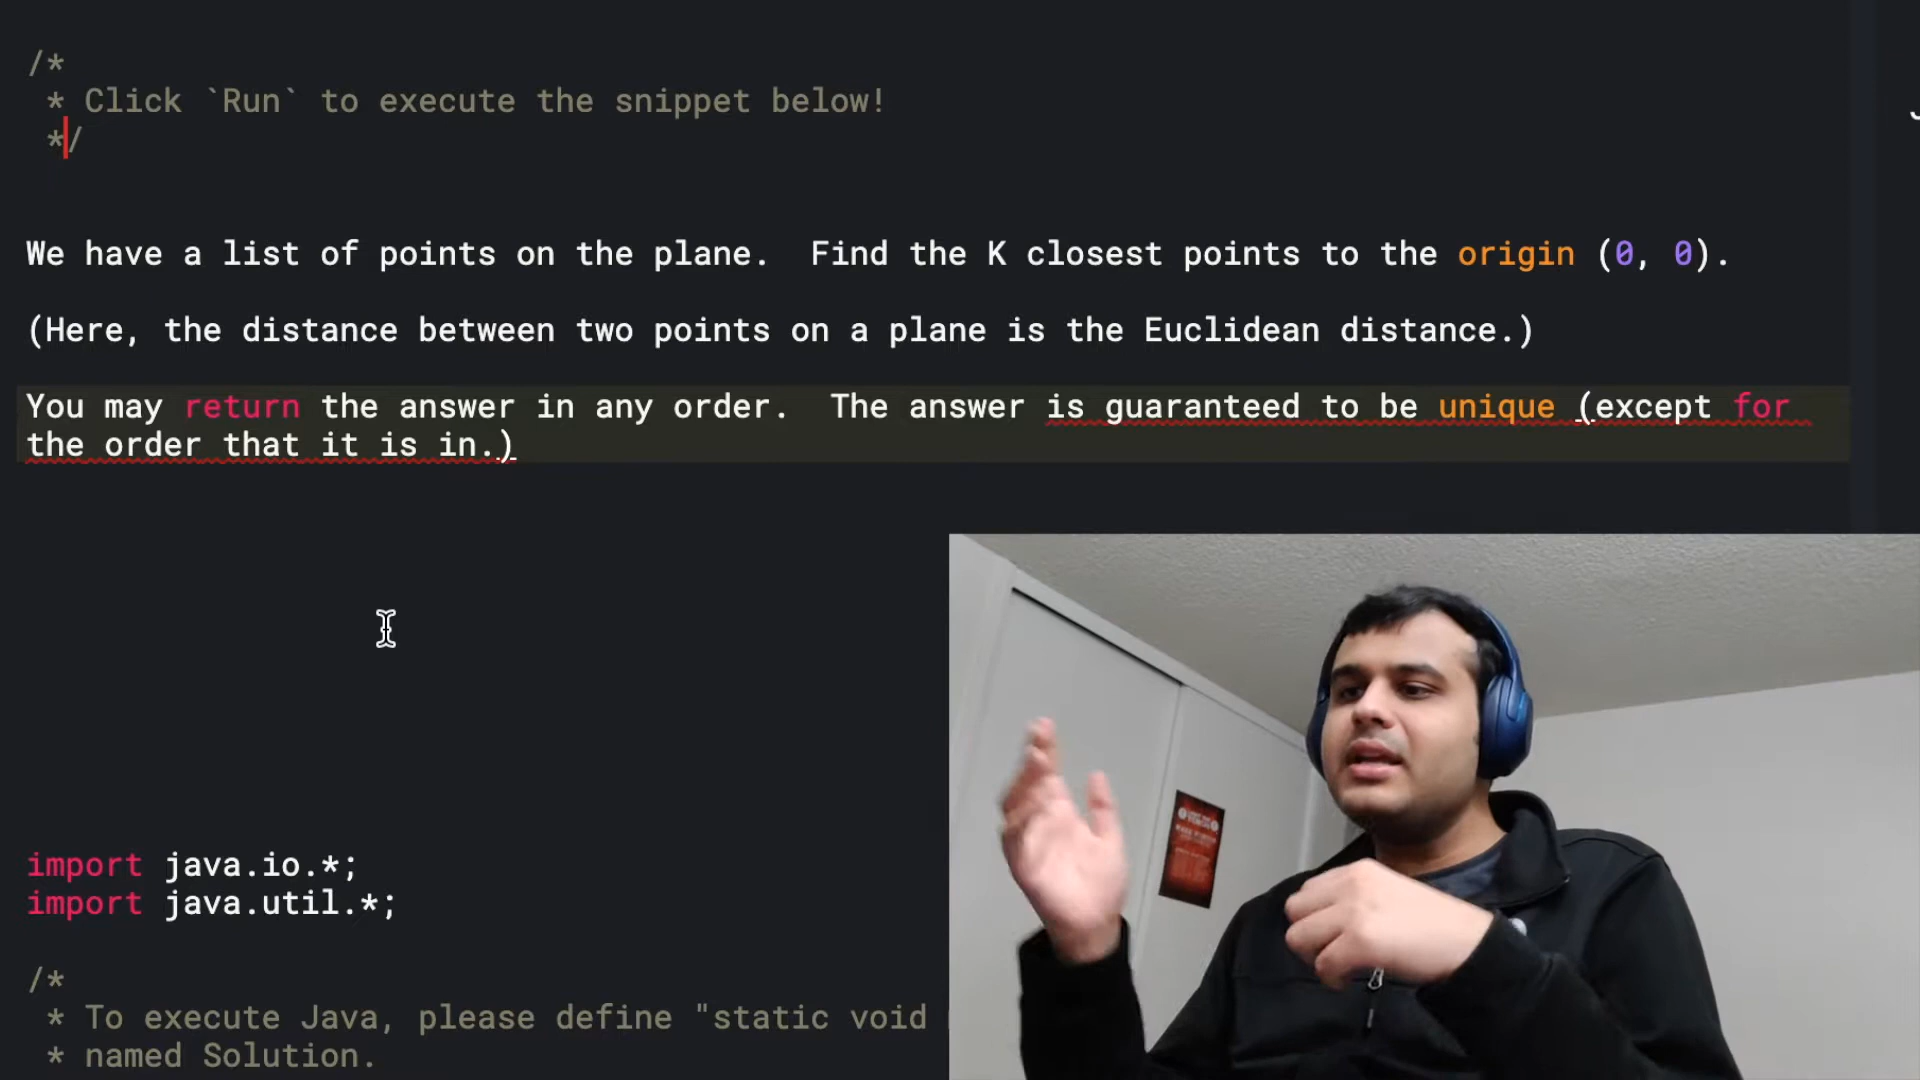 /*
* Click `Run` to execute the snippet below!
*/
We have a list of points on the plane.  Find the K closest points to the origin (0, 0).
(Here, the distance between two points on a plane is the Euclidean distance.)
You may return the answer in any order.  The answer is guaranteed to be unique (except for
the order that it is in.)
import java.io.*;
import java.util.*;
/*
* To execute Java, please define "static void
* named Solution.